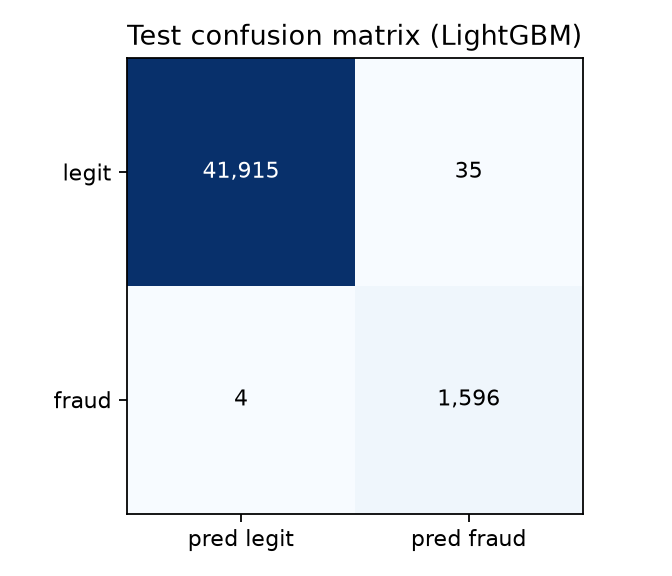 Test confusion matrix (LightGBM)
legit
41,915
35
fraud
4
1,596
pred legit
pred fraud